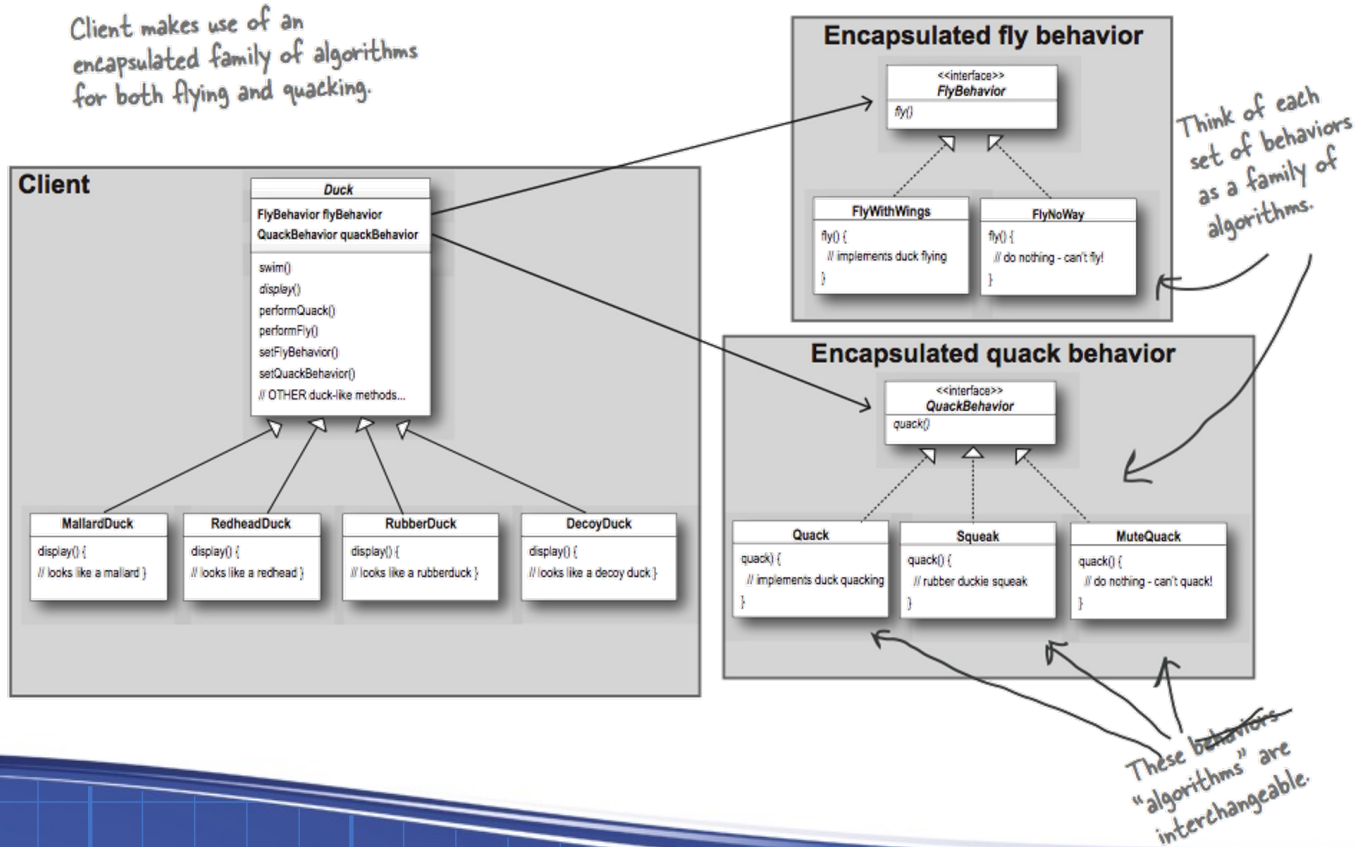 Client makes use of an
encapsulated family of algorithms
for both flying and quacking.
Client
Duck
FlyBehavior flyBehavior
QuackBehavior quackBehavior
swim()
display()
performQuack()
performFly()
setFlyBehavior()
setQuackBehavior()
// OTHER duck-like methods...
MallardDuck
display() {
// looks like a mallard }
RedheadDuck
display() {
// looks like a redhead }
RubberDuck
display() {
// looks like a rubberduck }
DecoyDuck
display() {
// looks like a decoy duck }
Encapsulated fly behavior
<<interface>>
FlyBehavior
fly()
FlyWithWings
fly() {
// implements duck flying
}
FlyNoWay
fly() {
// do nothing - can't fly!
}
Think of each
set of behaviors
as a family of
algorithms.
Encapsulated quack behavior
<<interface>>
QuackBehavior
quack()
Quack
quack) {
// implements duck quacking
}
Squeak
quack() {
// rubber duckie squeak
}
MuteQuack
quack() {
// do nothing - can't quack!
}
These behaviors
"algorithms" are
interchangeable.